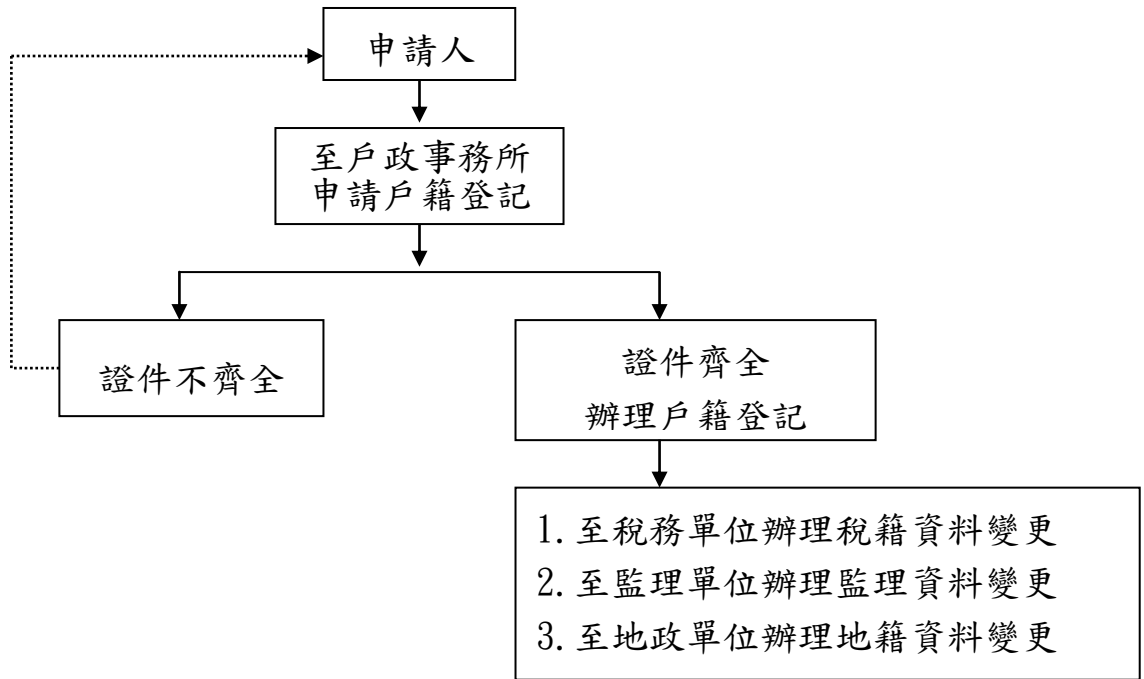 申請人
至戶政事務所
申請戶籍登記
證件不齊全
證件齊全
辦理戶籍登記
1.至稅務單位辦理稅籍資料變更
2.至監理單位辦理監理資料變更
3.至地政單位辦理地籍資料變更